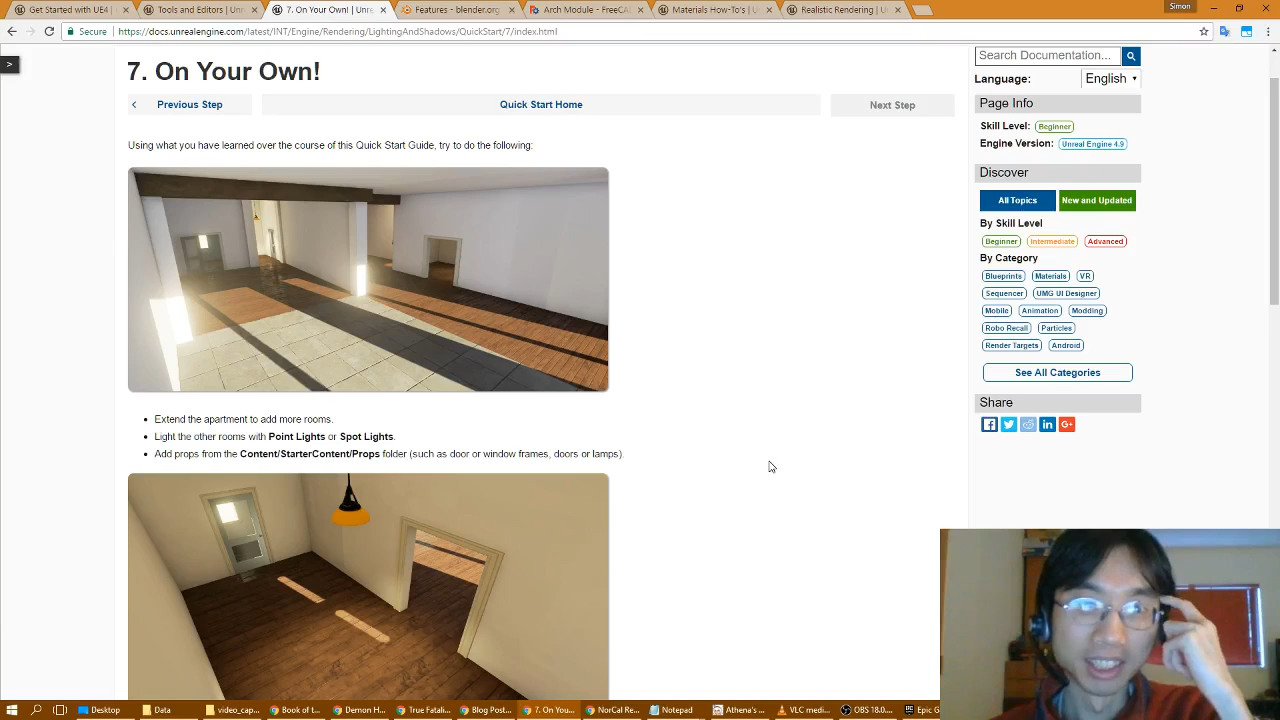 Get Started with UE4 |
Tools and Editors | Un
7. On Your Own! | Unre
Features - blender.org
Arch Module - FreeCA
Materials How-To's | U
Realistic Rendering | U
Simon
Secure
https://docs.unrealengine.com/latest/INT/Engine/Rendering/LightingAndShadows/QuickStart/7/index.html
>
7. On Your Own!
Previous Step
Quick Start Home
Next Step
Using what you have learned over the course of this Quick Start Guide, try to do the following:
• Extend the apartment to add more rooms.
• Light the other rooms with Point Lights or Spot Lights.
• Add props from the Content/StarterContent/Props folder (such as door or window frames, doors or lamps).
Search Documentation...
Language:
English
Page Info
Skill Level: Beginner
Engine Version: Unreal Engine 4.9
Discover
All Topics
New and Updated
By Skill Level
Beginner Intermediate Advanced
By Category
Blueprints Materials VR
Sequencer UMG UI Designer
Mobile Animation Modding
Robo Recall Particles
Render Targets Android
See All Categories
Share
Desktop
Data
video_cap...
Book of t...
Demon H...
True Fatali...
Blog Post...
7. On You...
NorCal Re...
Notepad
Athena's ...
VLC medi...
OBS 18.0....
Epic G